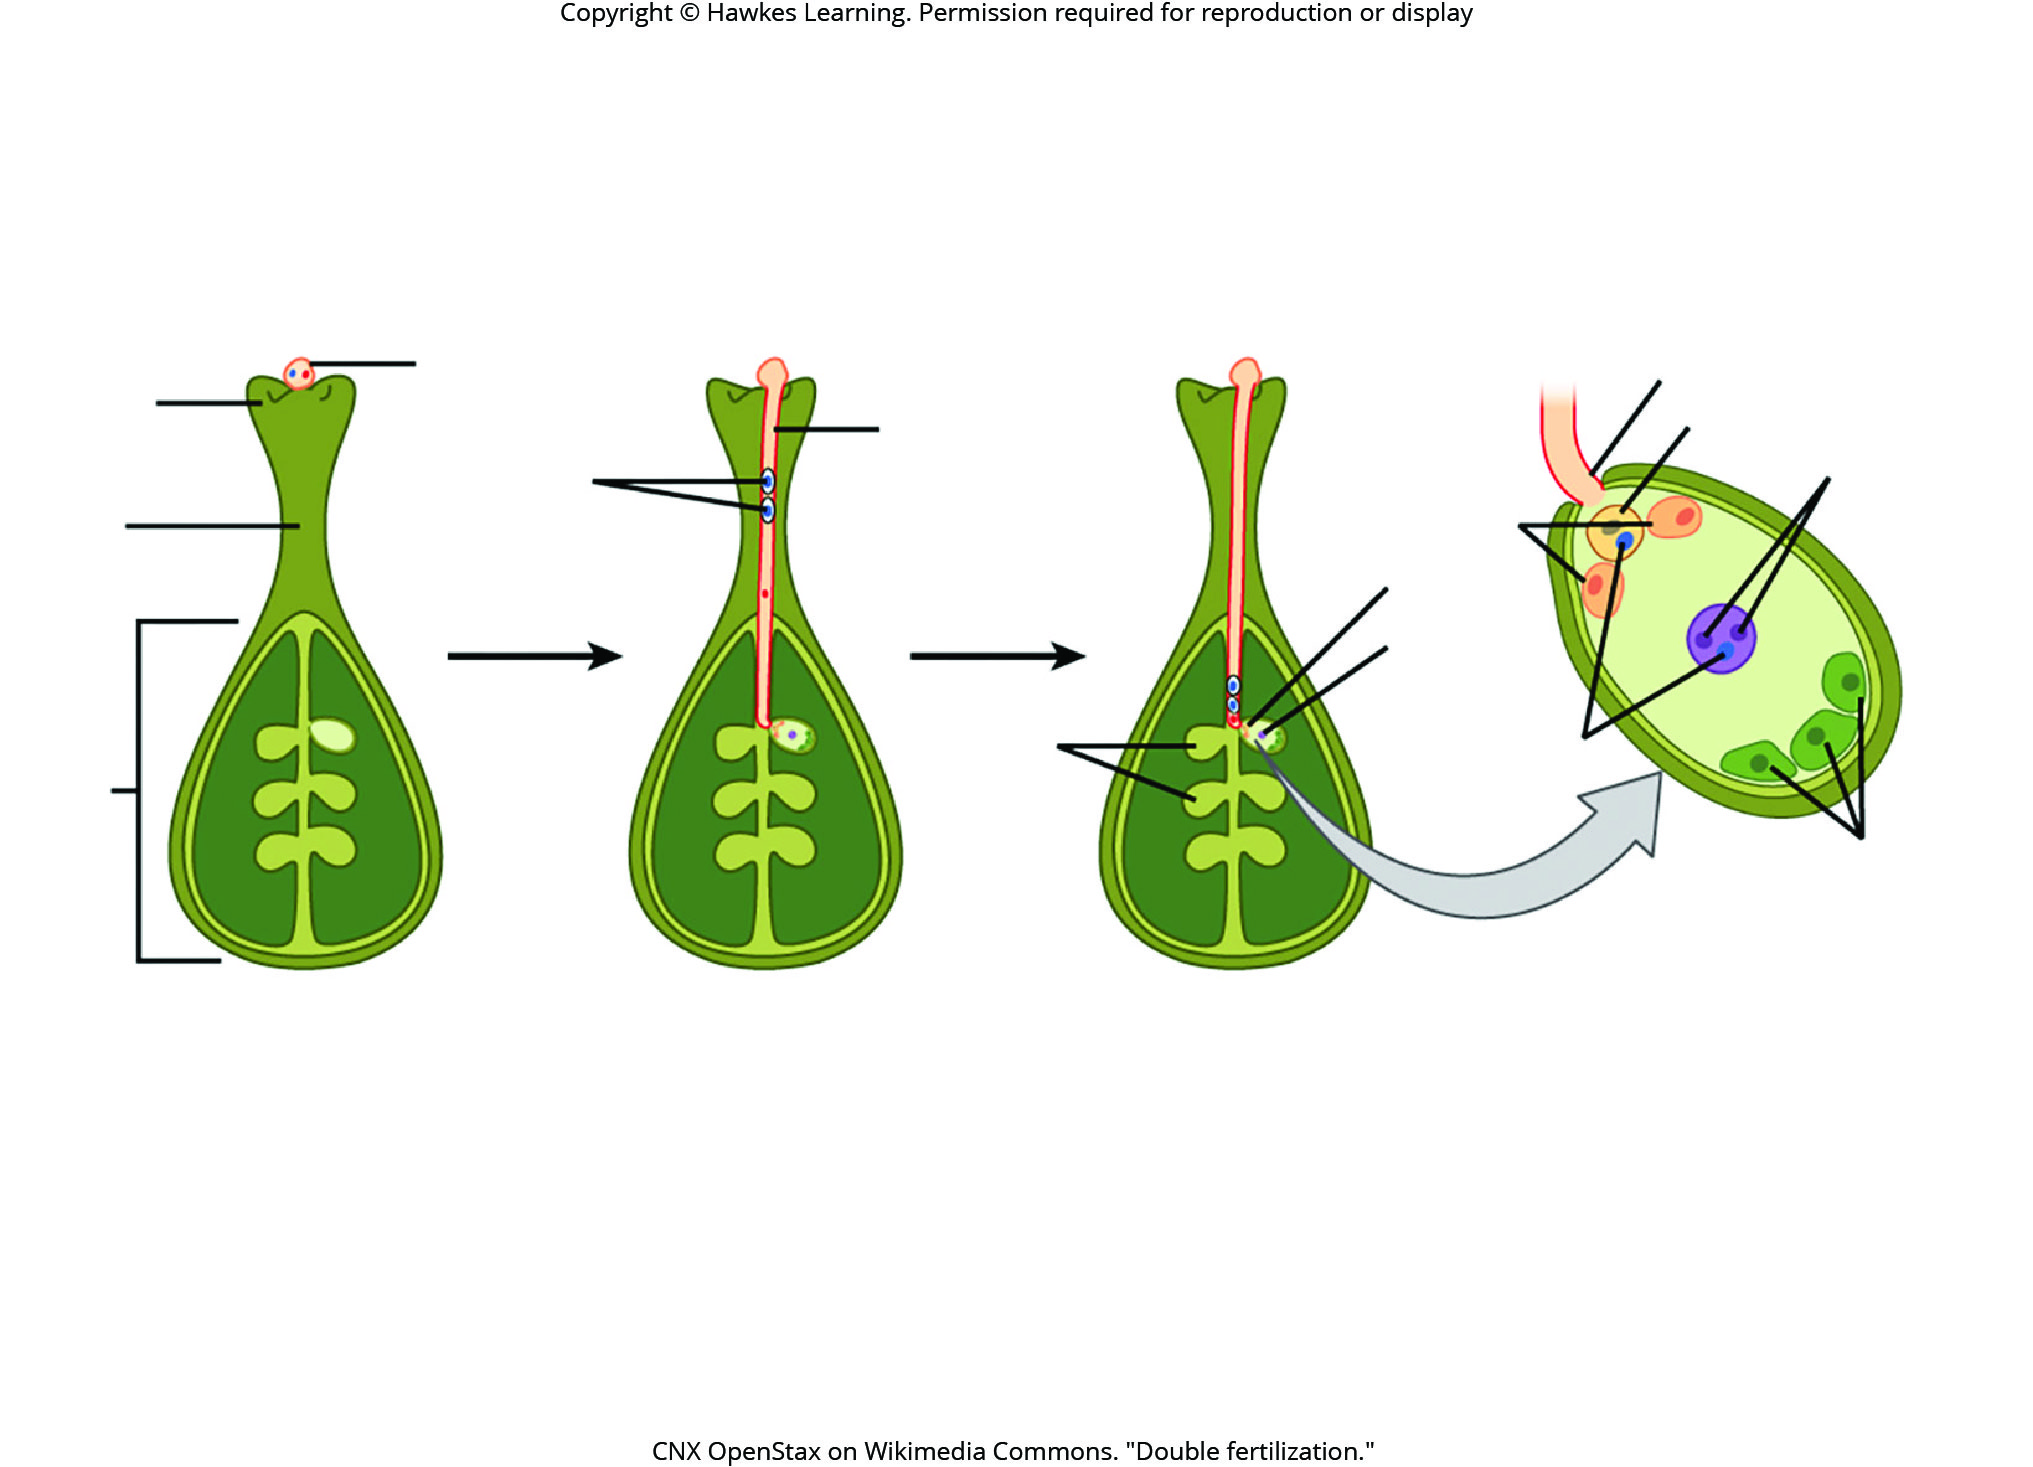 Copyright © Hawkes Learning. Permission required for reproduction or display
CNX OpenStax on Wikimedia Commons. "Double fertilization."